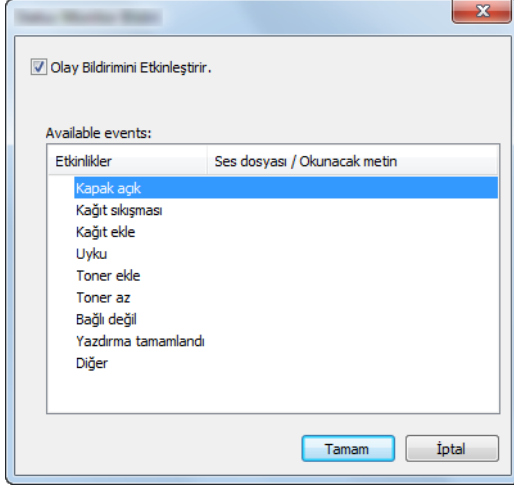 Olay Bildirimini Etkinleştirir.
Available events:
Etkinlikler Ses dosyası / Okunacak metin
Kapak açık
Kağıt sıkışması
Kağıt ekle
Uyku
Toner ekle
Toner az
Bağlı değil
Yazdırma tamamlandı
Diğer
Tamam İptal